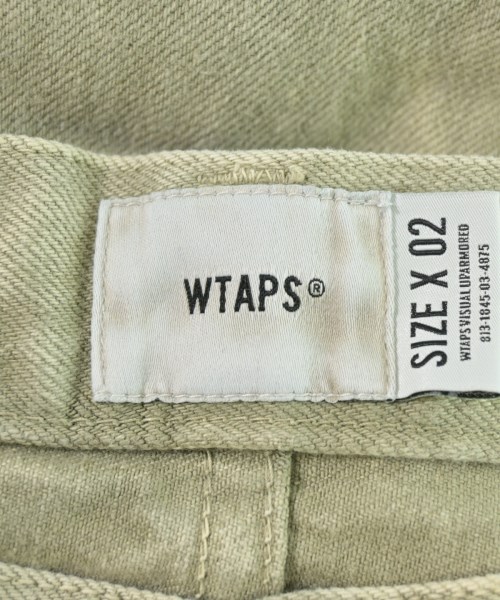 WTAPS®
SIZE X 02
WTAPS VISUAL UPARMORED
813-1845-03-4875